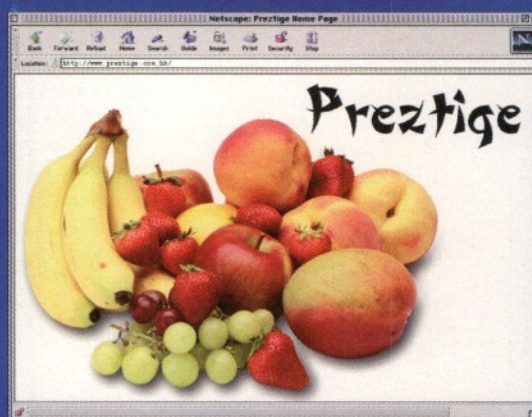 Netscape: Preztige Home Page
Back Forward Reload Home Search Guide Images Print Security Stop
N
Location: http://www.preztige.com.hk/
Preztige